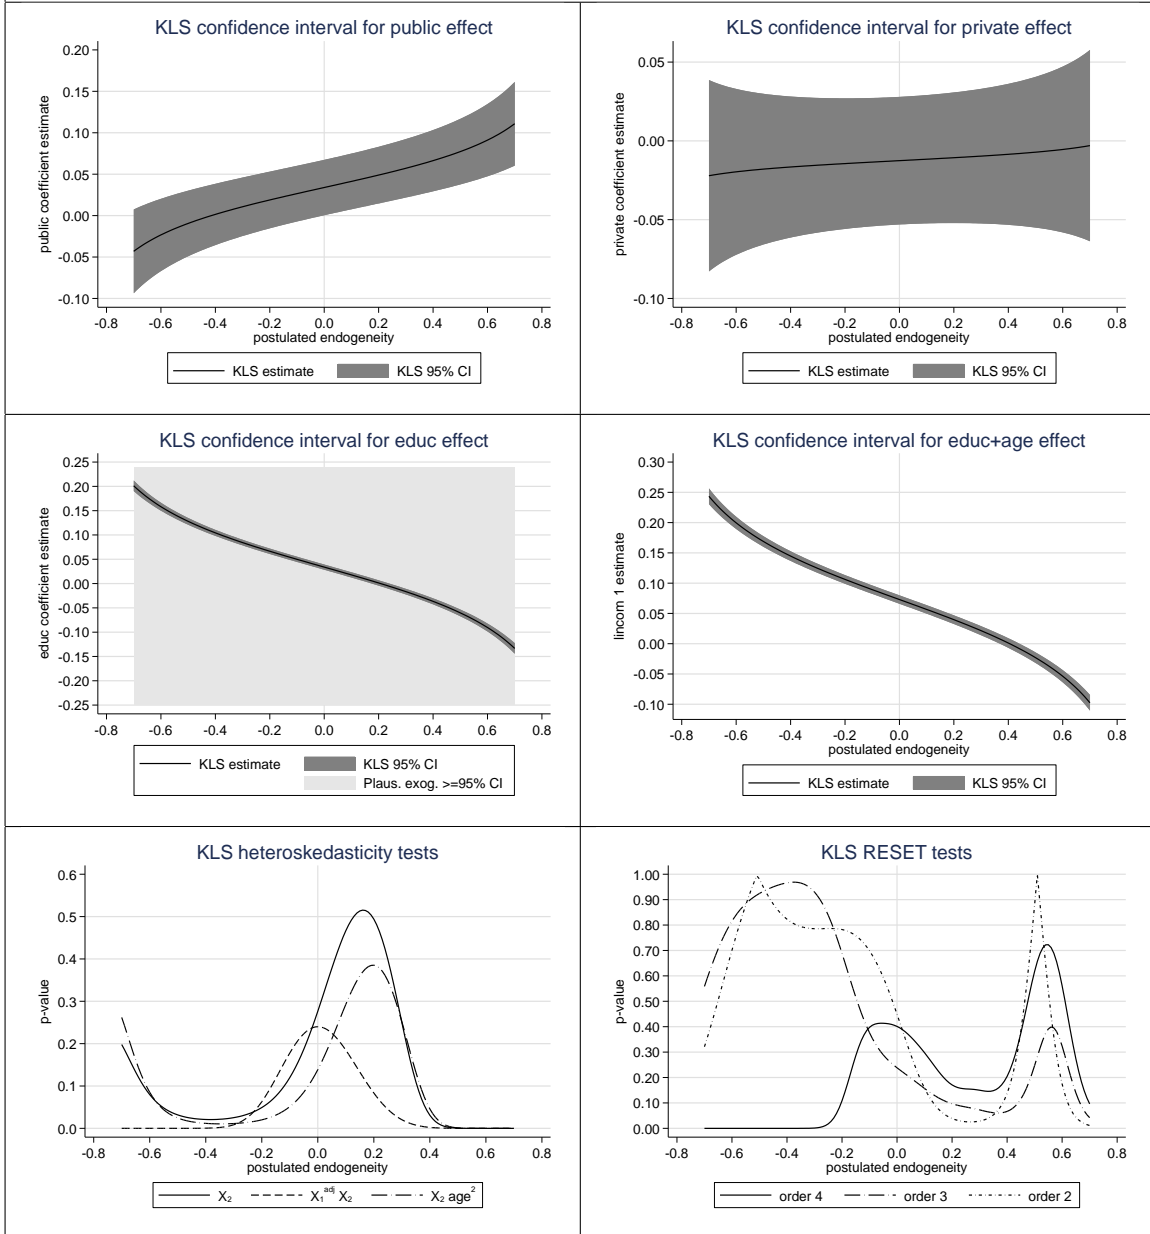 KLS confidence interval for public effect
0.20
0.15
0.10
0.05
0.00
-0.05
-0.10
public coefficient estimate
-0.8 -0.6 -0.4 -0.2 0.0 0.2 0.4 0.6 0.8
postulated endogeneity
KLS estimate KLS 95% CI
KLS confidence interval for private effect
0.05
0.00
-0.05
-0.10
private coefficient estimate
-0.8 -0.6 -0.4 -0.2 0.0 0.2 0.4 0.6 0.8
postulated endogeneity
KLS estimate KLS 95% CI
KLS confidence interval for educ effect
0.25
0.20
0.15
0.10
0.05
0.00
-0.05
-0.10
-0.15
-0.20
-0.25
educ coefficient estimate
-0.8 -0.6 -0.4 -0.2 0.0 0.2 0.4 0.6 0.8
KLS estimate KLS 95% CI
Plaus. exog. >=95% CI
KLS confidence interval for educ+age effect
0.30
0.25
0.20
0.15
0.10
0.05
0.00
-0.05
-0.10
lincom 1 estimate
-0.8 -0.6 -0.4 -0.2 0.0 0.2 0.4 0.6 0.8
postulated endogeneity
KLS estimate KLS 95% CI
KLS heteroskedasticity tests
0.6
0.5
0.4
0.3
0.2
0.1
0.0
p-value
-0.8 -0.6 -0.4 -0.2 0.0 0.2 0.4 0.6 0.8
postulated endogeneity
X₂ X₁ᵃᵈʲ X₂ X₂ age²
KLS RESET tests
1.00
0.90
0.80
0.70
0.60
0.50
0.40
0.30
0.20
0.10
0.00
p-value
-0.8 -0.6 -0.4 -0.2 0.0 0.2 0.4 0.6 0.8
postulated endogeneity
order 4 order 3 order 2